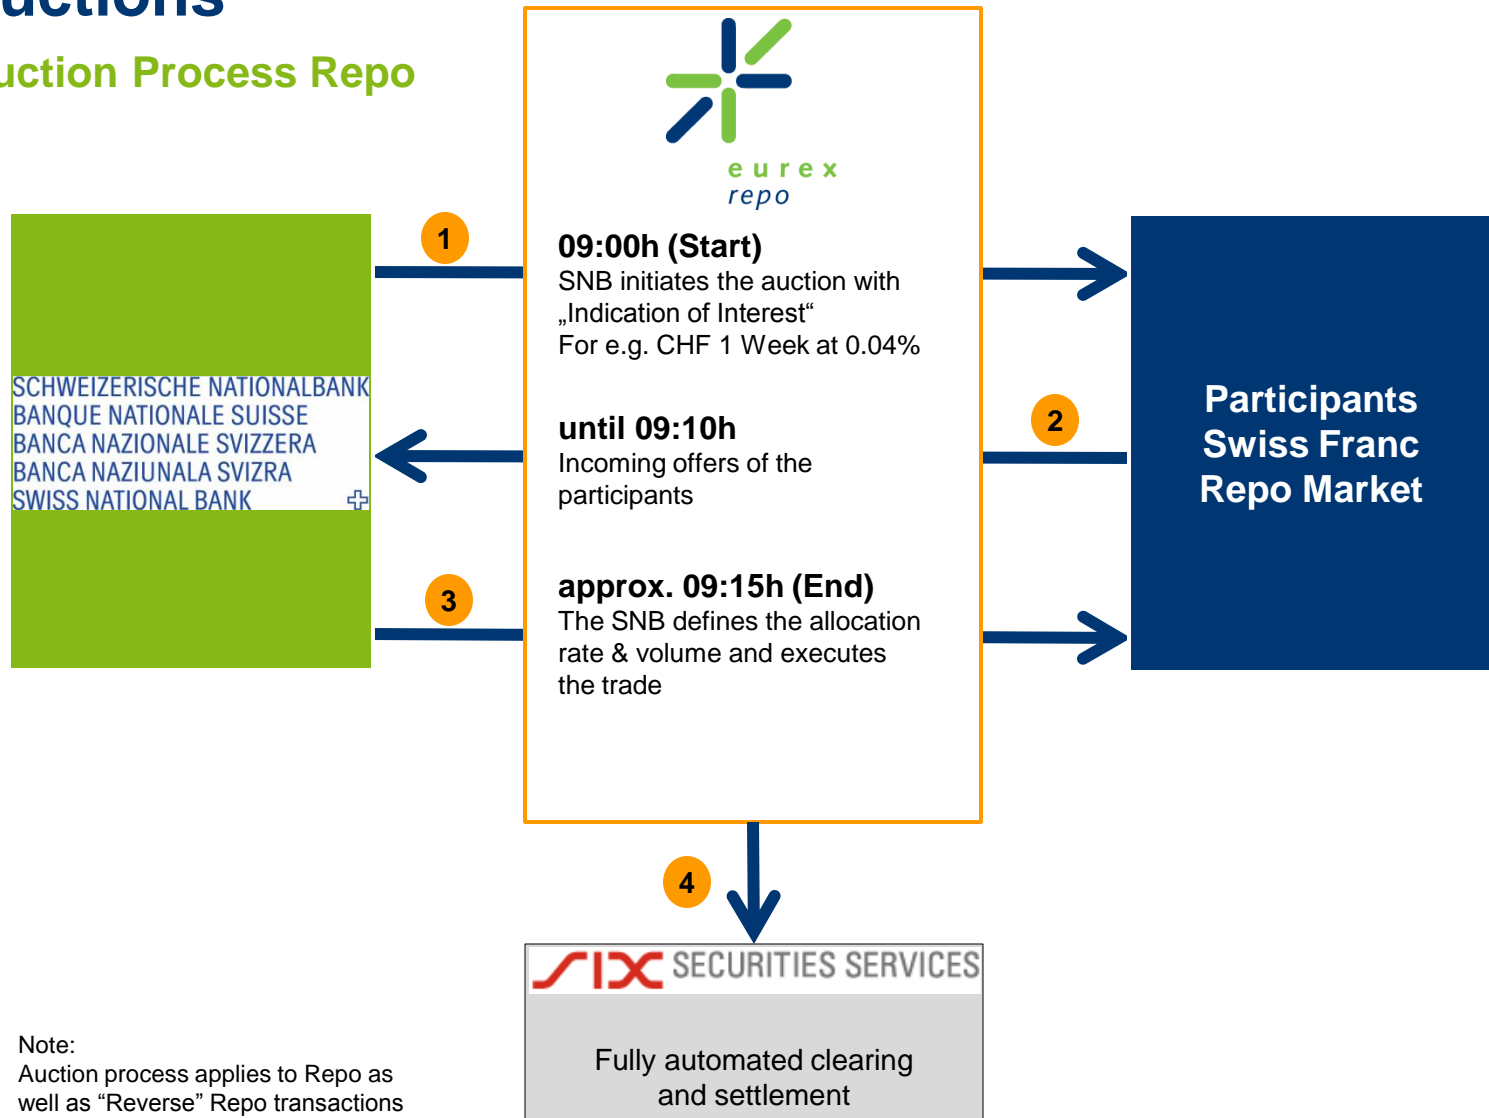 uctions
uction Process Repo
eurex
repo
1
09:00h (Start)
SNB initiates the auction with
„Indication of Interest“
For e.g. CHF 1 Week at 0.04%
SCHWEIZERISCHE NATIONALBANK
BANQUE NATIONALE SUISSE
BANCA NAZIONALE SVIZZERA
BANCA NAZIUNALA SVIZRA
SWISS NATIONAL BANK
until 09:10h
Incoming offers of the
participants
2
Participants
Swiss Franc
Repo Market
3
approx. 09:15h (End)
The SNB defines the allocation
rate & volume and executes
the trade
4
SIX SECURITIES SERVICES
Fully automated clearing
and settlement
Note:
Auction process applies to Repo as
well as “Reverse” Repo transactions